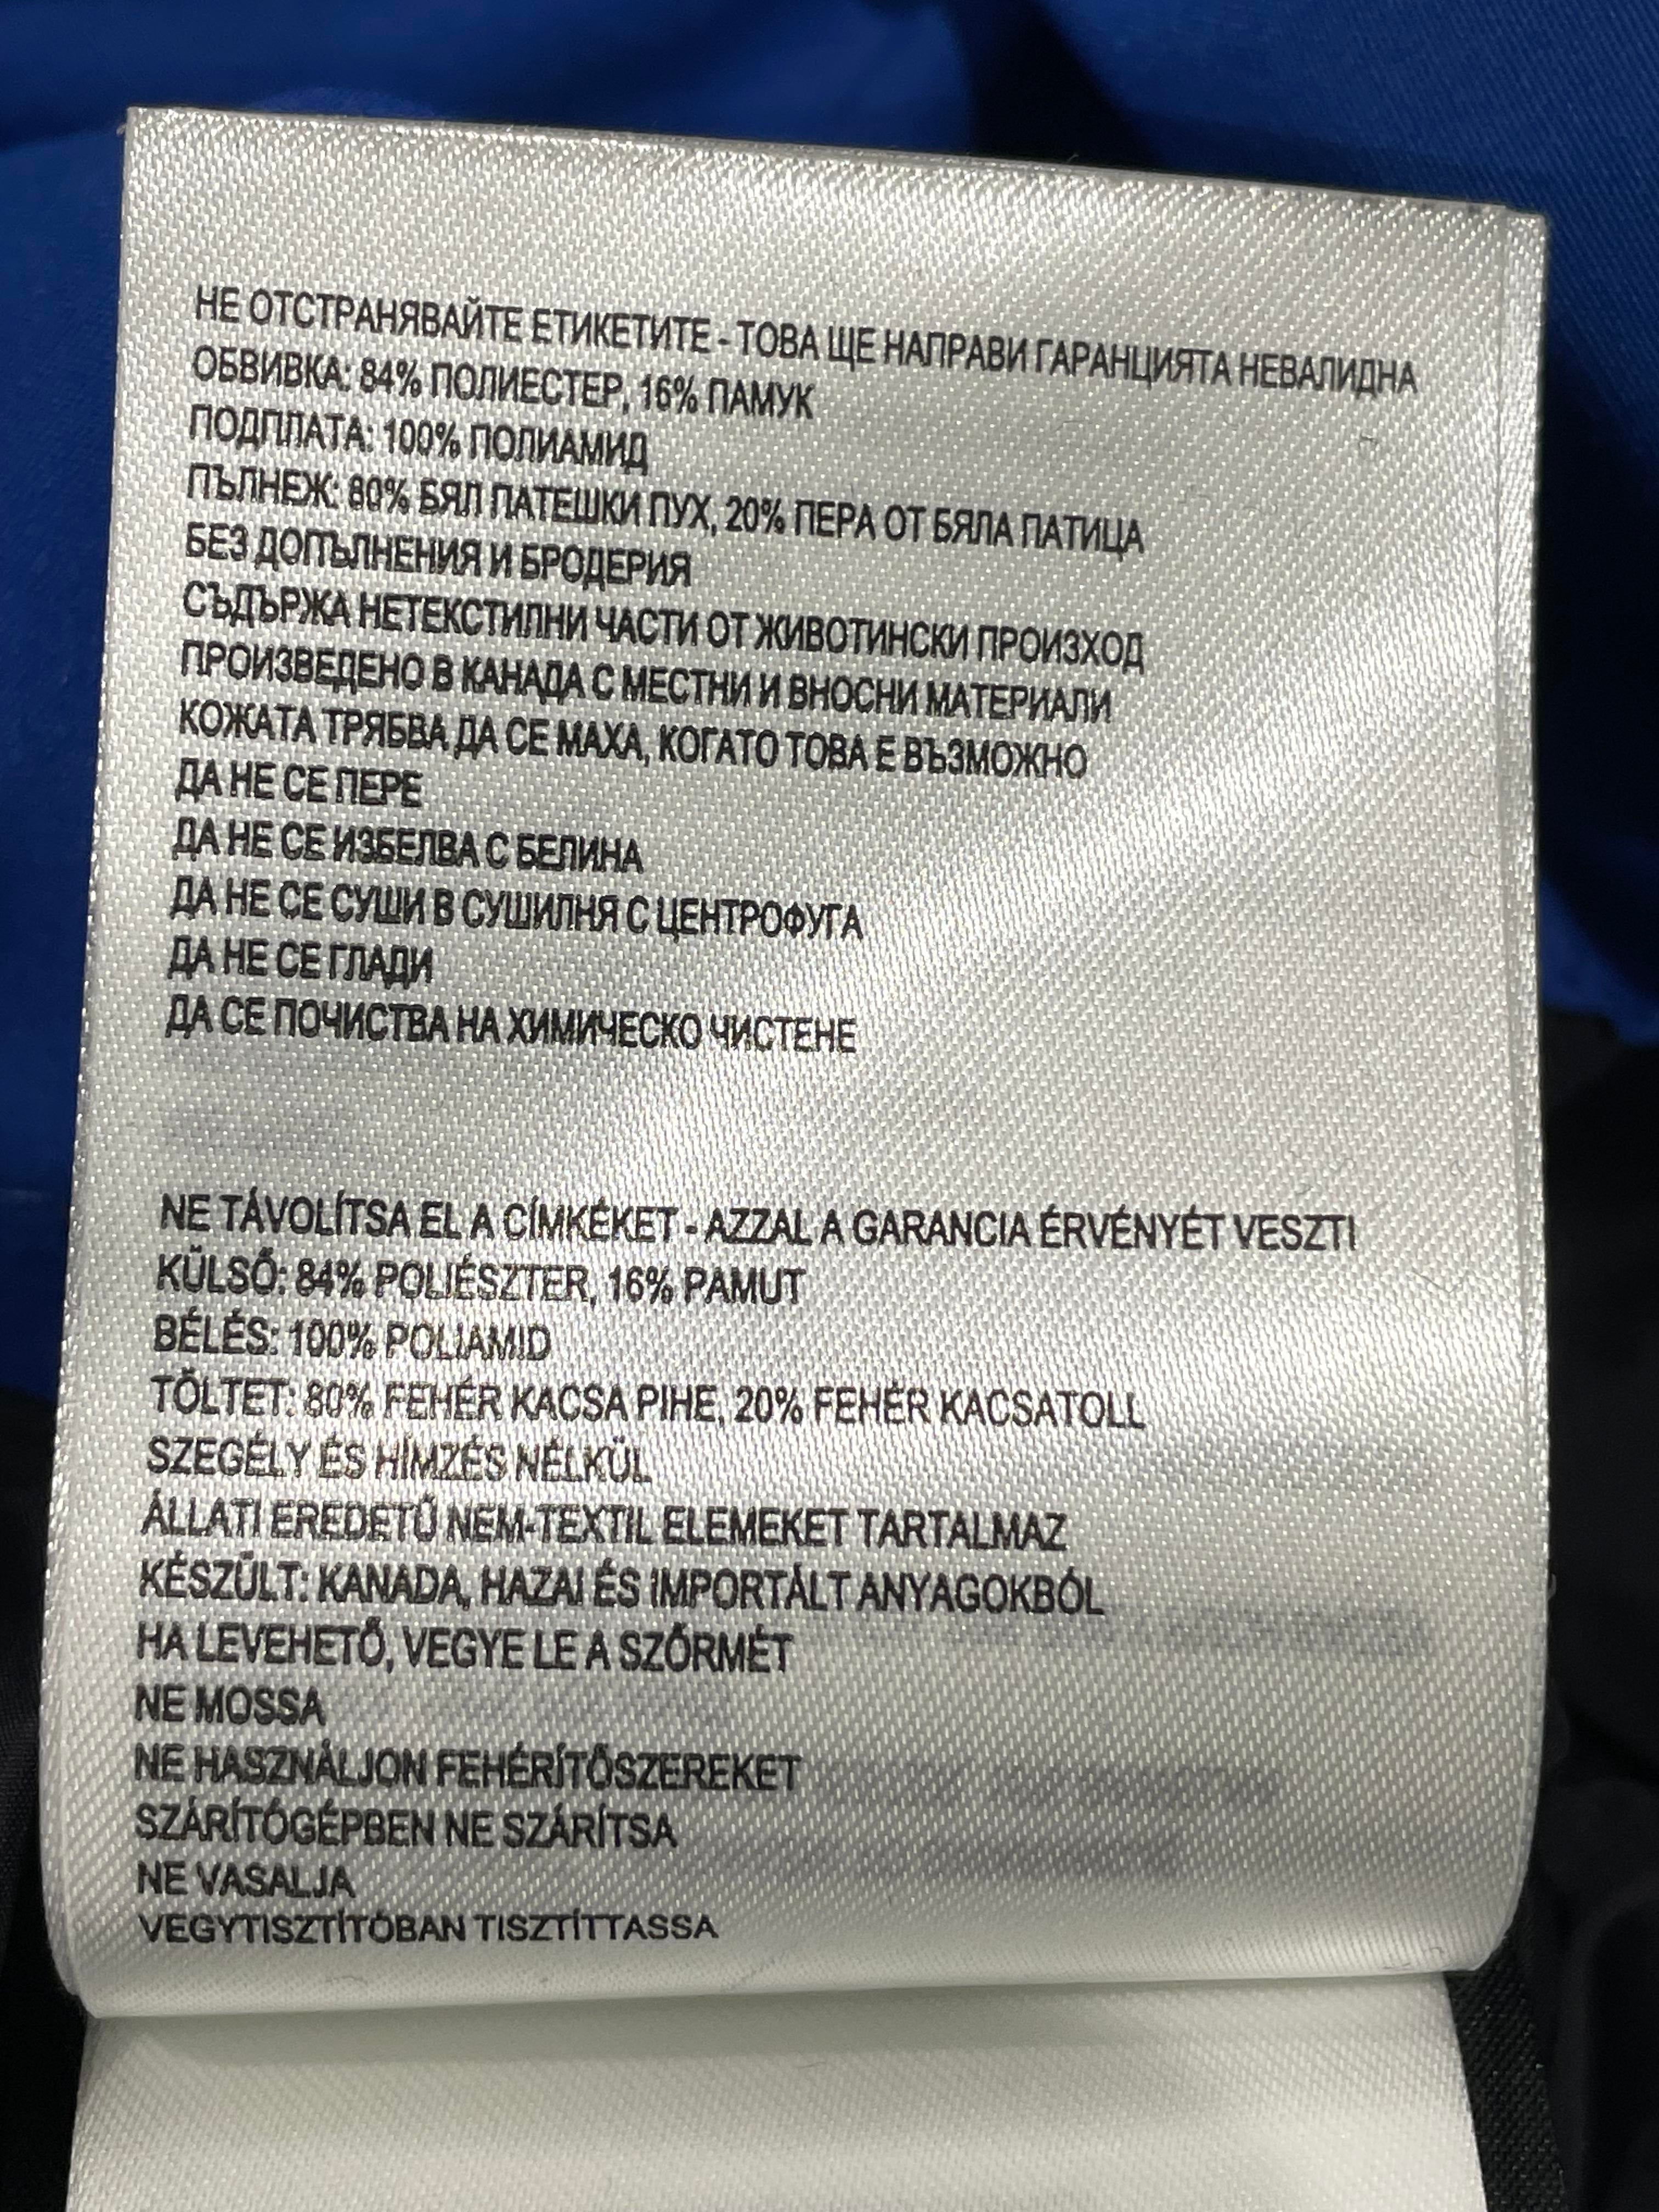 НЕ ОТСТРАНЯВАЙТЕ ЕТИКЕТИТЕ - ТОВА ЩЕ НАПРАВИ ГАРАНЦИЯТА НЕВАЛИДНА
ОБВИВКА: 84% ПОЛИЕСТЕР, 16% ПАМУК
ПОДПЛАТА: 100% ПОЛИАМИД
ПЪЛНЕЖ: 80% БЯЛ ПАТЕШКИ ПУХ, 20% ПЕРА ОТ БЯЛА ПАТИЦА
БЕЗ ДОПЪЛНЕНИЯ И БРОДЕРИЯ
СЪДЪРЖА НЕТЕКСТИЛНИ ЧАСТИ ОТ ЖИВОТИНСКИ ПРОИЗХОД
ПРОИЗВЕДЕНО В КАНАДА С МЕСТНИ И ВНОСНИ МАТЕРИАЛИ
КОЖАТА ТРЯБВА ДА СЕ МАХА, КОГАТО ТОВА Е ВЪЗМОЖНО
ДА НЕ СЕ ПЕРЕ
ДА НЕ СЕ ИЗБЕЛВА С БЕЛИНА
ДА НЕ СЕ СУШИ В СУШИЛНЯ С ЦЕНТРОФУГА
ДА НЕ СЕ ГЛАДИ
ДА СЕ ПОЧИСТВА НА ХИМИЧЕСКО ЧИСТЕНЕ
NE TÁVOLÍTSA EL A CÍMKÉKET - AZZAL A GARANCIA ÉRVÉNYÉT VESZTI
KÜLSŐ: 84% POLIÉSZTER, 16% PAMUT
BÉLÉS: 100% POLIAMID
TÖLTET: 80% FEHÉR KACSA PIHE, 20% FEHÉR KACSATOLL
SZEGÉLY ÉS HÍMZÉS NÉLKÜL
ÁLLATI EREDETŰ NEM-TEXTIL ELEMEKET TARTALMAZ
KÉSZÜLT: KANADA, HAZAI ÉS IMPORTÁLT ANYAGOKBÓL
HA LEVEHETŐ, VEGYE LE A SZŐRMÉT
NE MOSSA
NE HASZNÁLJON FEHÉRÍTŐSZEREKET
SZÁRÍTÓGÉPBEN NE SZÁRÍTSA
NE VASALJA
VEGYTISZTÍTÓBAN TISZTÍTTASSA